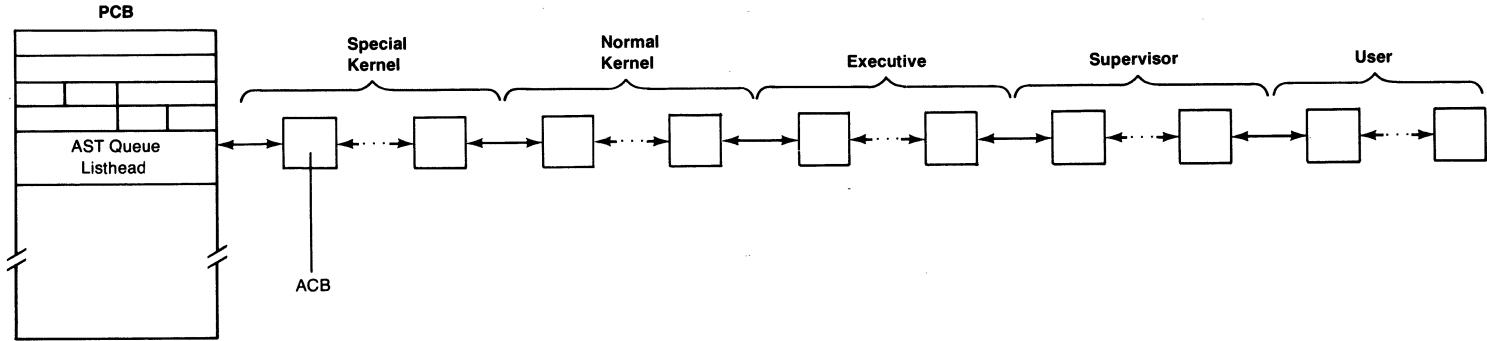 PCB
Special
Kernel
Normal
Kernel
Executive
Supervisor
User
AST Queue
Listhead
ACB